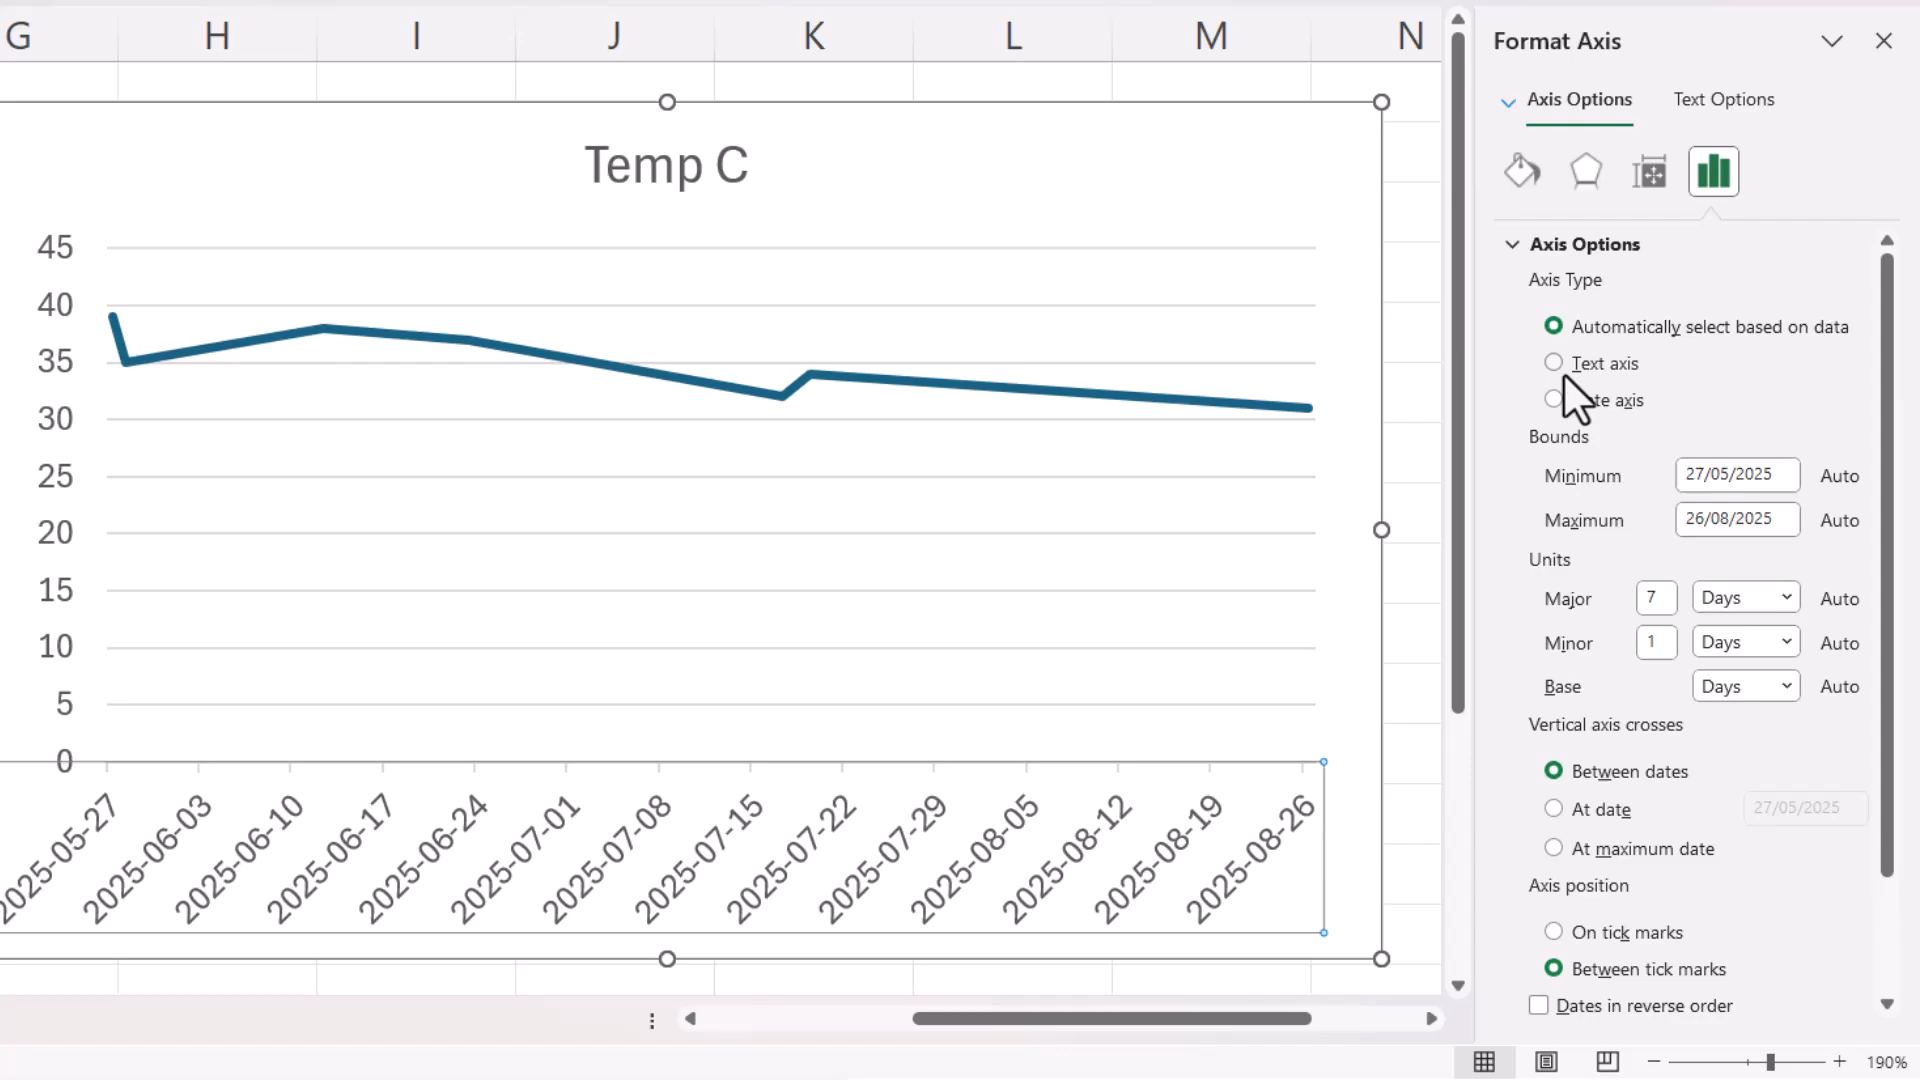 G H I J K L M N
Format Axis
Axis Options Text Options
Temp C
45
40
35
30
25
20
15
10
5
0
2025-05-27
2025-06-03
2025-06-10
2025-06-17
2025-06-24
2025-07-01
2025-07-08
2025-07-15
2025-07-22
2025-07-29
2025-08-05
2025-08-12
2025-08-19
2025-08-26
Axis Options
Axis Type
Automatically select based on data
Text axis
axis
Bounds
Minimum 27/05/2025 Auto
Maximum 26/08/2025 Auto
Units
Major 7 Days Auto
Minor 1 Days Auto
Base Days Auto
Vertical axis crosses
Between dates
At date 27/05/2025
At maximum date
Axis position
On tick marks
Between tick marks
Dates in reverse order
190%